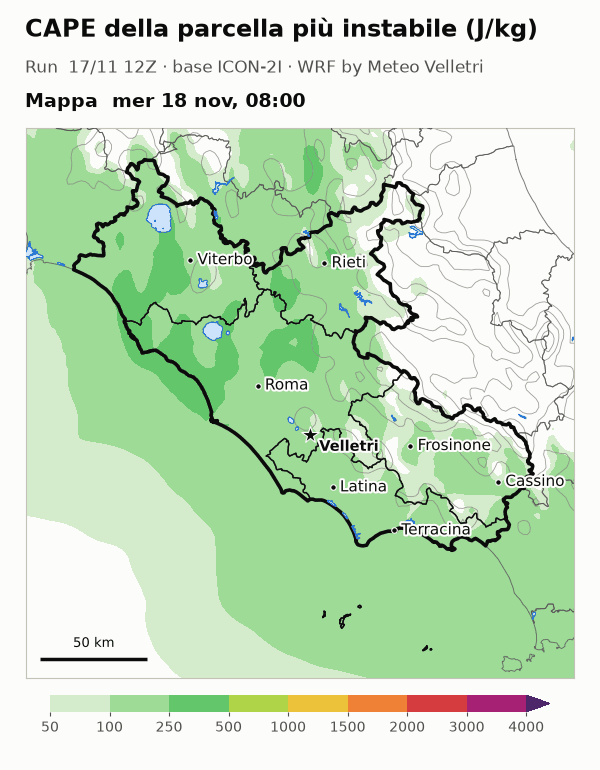 CAPE della parcella più instabile (J/kg)
Run  17/11 12Z · base ICON-2I · WRF by Meteo Velletri
Mappa  mer 18 nov, 08:00
Viterbo
Rieti
Roma
Velletri
Frosinone
Latina
Cassino
Terracina
50 km
50 100 250 500 1000 1500 2000 3000 4000